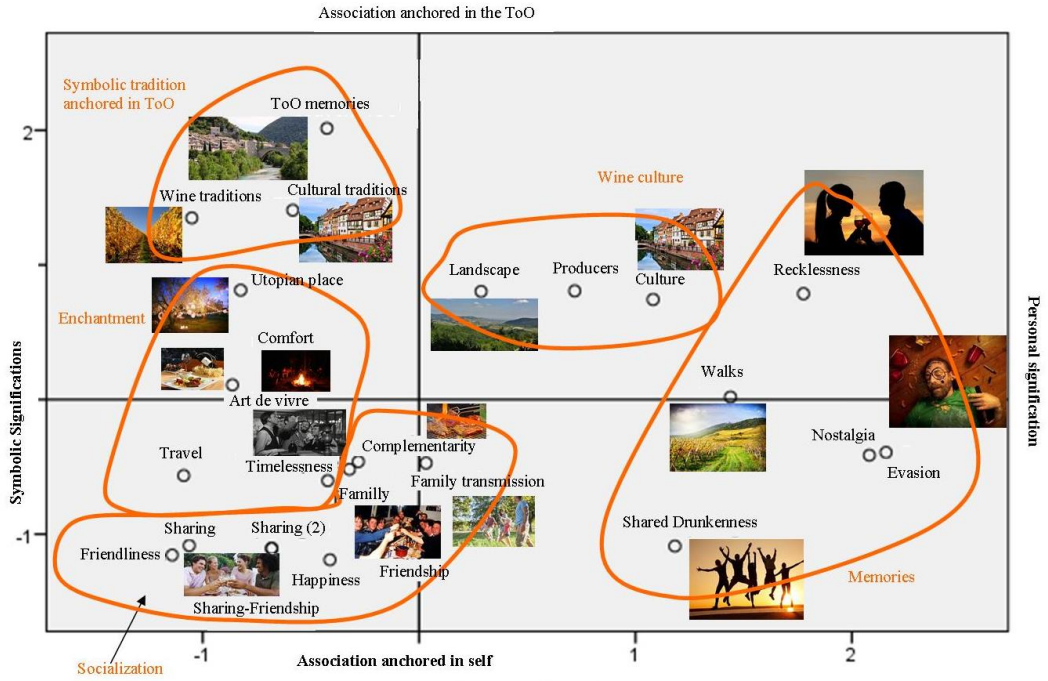 Association anchored in the ToO
Symbolic tradition
anchored in ToO
ToO memories
2
Wine traditions
Cultural traditions
Wine culture
Landscape
Producers
Culture
Recklessness
Utopian place
Enchantment
Comfort
Personal signification
Symbolic Significations
Walks
Art de vivre
Nostalgia
Evasion
Complementarity
Travel
Timelessness
Family transmission
Familly
Shared Drunkenness
-1
Sharing
Sharing (2)
Friendliness
Happiness
Friendship
Memories
Sharing-Friendship
-1
1
2
Association anchored in self
Socialization